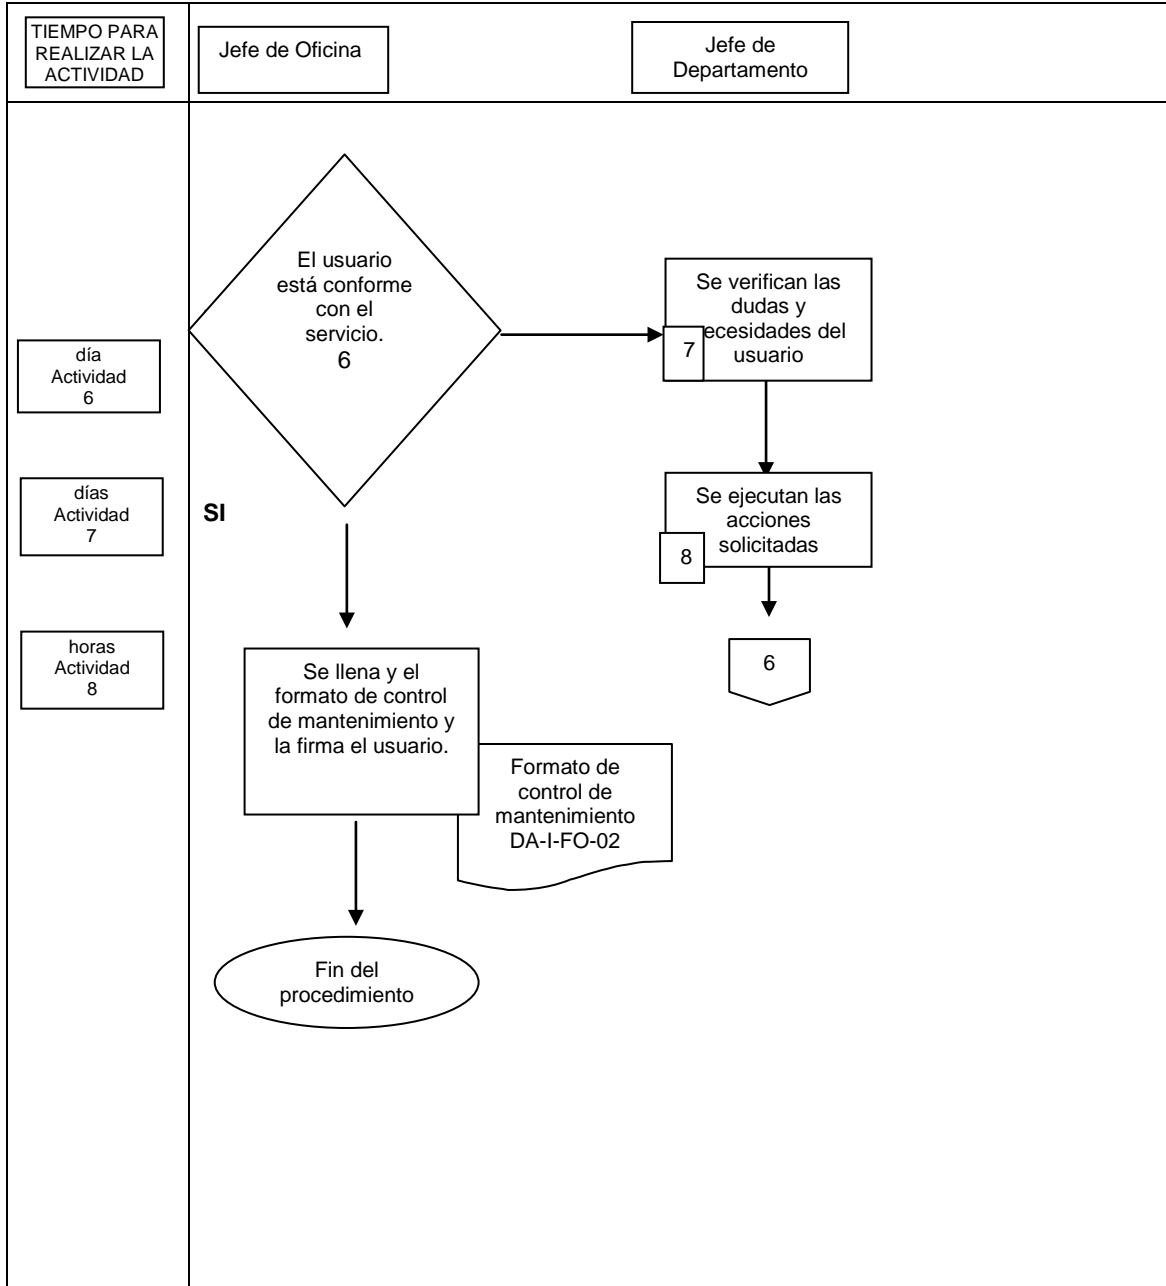 TIEMPO PARA
REALIZAR LA
ACTIVIDAD
Jefe de Oficina
Jefe de
Departamento
El usuario
está conforme
con el
servicio.
6
Se verifican las
dudas y
ecesidades del
usuario
7
día
Actividad
6
días
Actividad
7
SI
Se ejecutan las
acciones
solicitadas
8
horas
Actividad
8
6
Se llena y el
formato de control
de mantenimiento y
la firma el usuario.
Formato de
control de
mantenimiento
DA-I-FO-02
Fin del
procedimiento